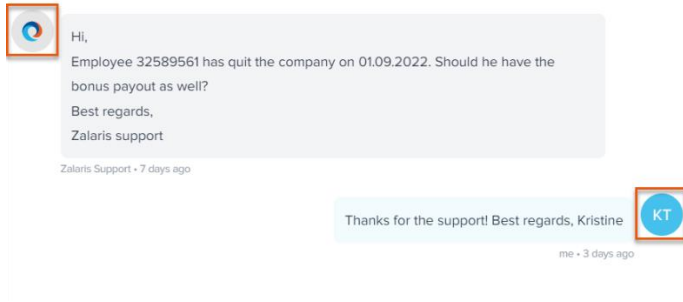 Hi,
Employee 32589561 has quit the company on 01.09.2022. Should he have the
bonus payout as well?
Best regards,
Zalaris support
Zalaris Support • 7 days ago
Thanks for the support! Best regards, Kristine
KT
me • 3 days ago